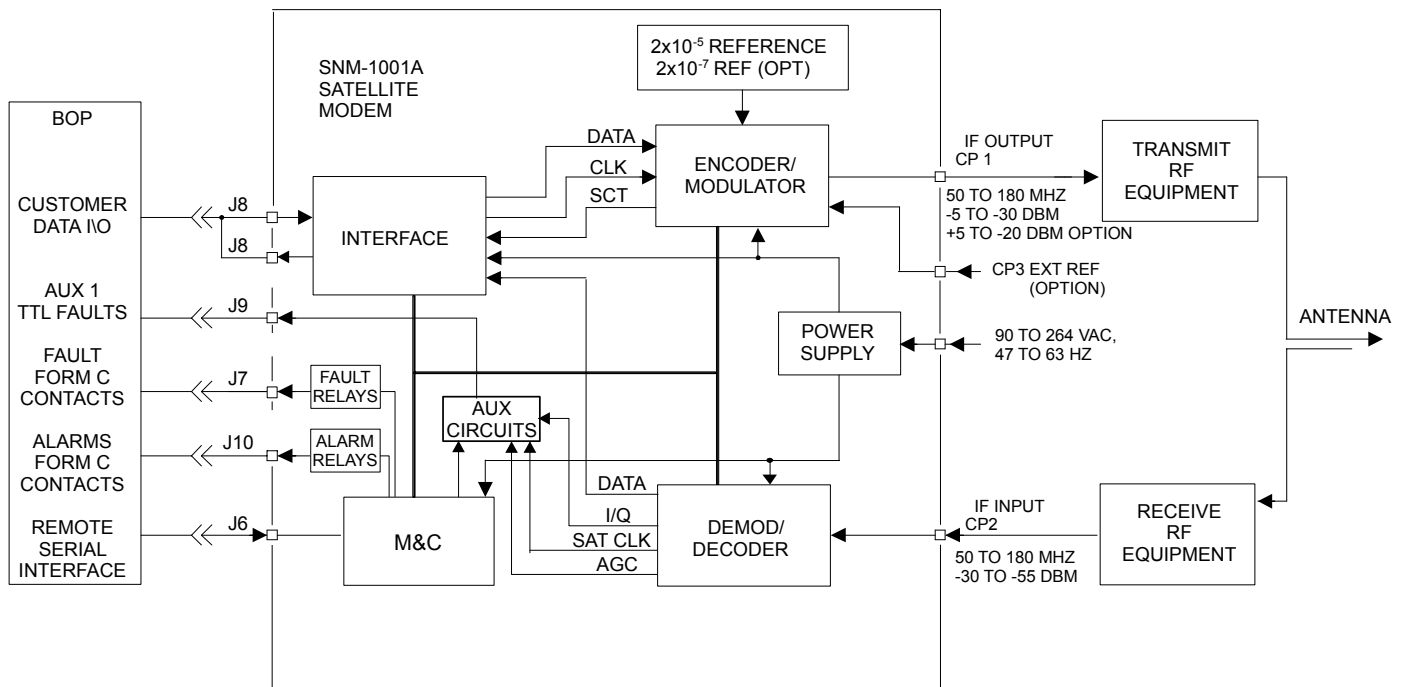 SNM-1001A
SATELLITE
MODEM
2x10⁻⁵ REFERENCE
2x10⁻⁷ REF (OPT)
BOP
CUSTOMER
DATA I\O
AUX 1
TTL FAULTS
FAULT
FORM C
CONTACTS
ALARMS
FORM C
CONTACTS
REMOTE
SERIAL
INTERFACE
J8
J8
J9
J7
J10
J6
INTERFACE
FAULT
RELAYS
ALARM
RELAYS
M&C
AUX
CIRCUITS
DATA
CLK
SCT
ENCODER/
MODULATOR
POWER
SUPPLY
DATA
I/Q
SAT CLK
AGC
DEMOD/
DECODER
IF OUTPUT
CP 1
50 TO 180 MHZ
-5 TO -30 DBM
+5 TO -20 DBM OPTION
CP3 EXT REF
(OPTION)
90 TO 264 VAC,
47 TO 63 HZ
IF INPUT
CP2
50 TO 180 MHZ
-30 TO -55 DBM
TRANSMIT
RF
EQUIPMENT
ANTENNA
RECEIVE
RF
EQUIPMENT